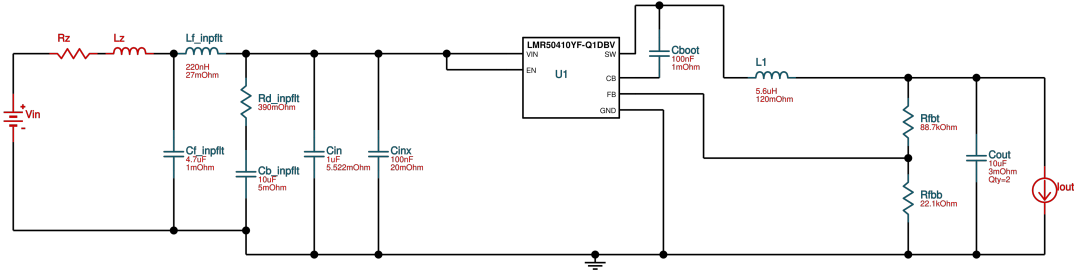 Rz
Lz
Lf_inpflt
220nH
27mOhm
Vin
Cf_inpflt
4.7uF
1mOhm
Rd_inpflt
390mOhm
Cb_inpflt
10uF
5mOhm
Cin
1uF
5.522mOhm
Cinx
100nF
20mOhm
LMR50410YF-Q1DBV
VIN
SW
EN
U1
CB
FB
GND
Cboot
100nF
1mOhm
L1
5.6uH
120mOhm
Rfbt
88.7kOhm
Rfbb
22.1kOhm
Cout
10uF
3mOhm
Qty=2
Iout